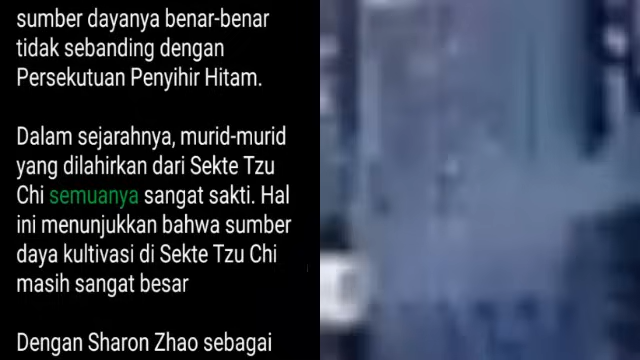 sumber dayanya benar-benar
tidak sebanding dengan
Persekutuan Penyihir Hitam.
Dalam sejarahnya, murid-murid
yang dilahirkan dari Sekte Tzu
Chi semuanya sangat sakti. Hal
ini menunjukkan bahwa sumber
daya kultivasi di Sekte Tzu Chi
masih sangat besar
Dengan Sharon Zhao sebagai